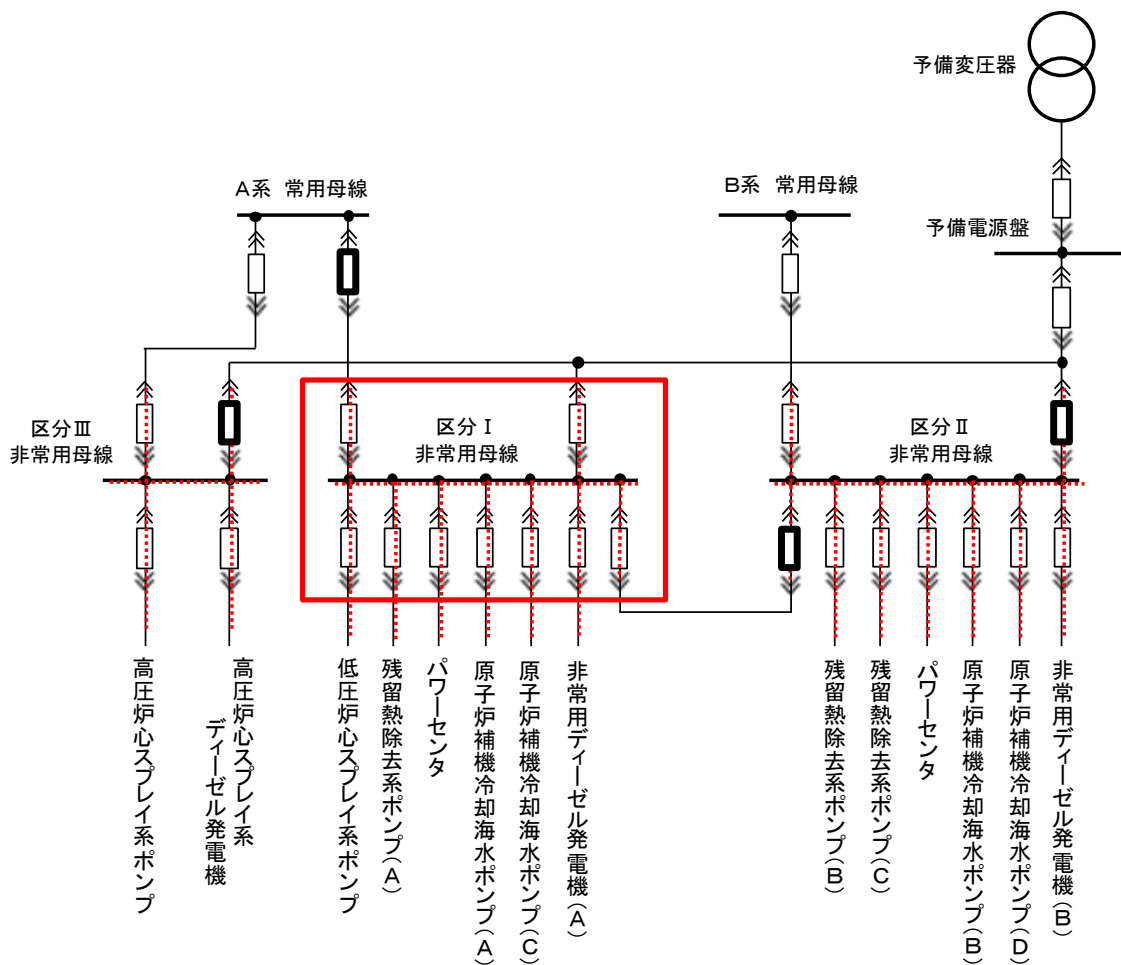 予備変圧器
A系 常用母線
B系 常用母線
予備電源盤
区分Ⅲ
非常用母線
区分Ⅰ
非常用母線
区分Ⅱ
非常用母線
高圧炉心スプレイ系ポンプ
高圧炉心スプレイ系
ディーゼル発電機
低圧炉心スプレイ系ポンプ
残留熱除去系ポンプ(A)
パワーセンタ
原子炉補機冷却海水ポンプ(A)
原子炉補機冷却海水ポンプ(C)
非常用ディーゼル発電機(A)
残留熱除去系ポンプ(B)
残留熱除去系ポンプ(C)
パワーセンタ
原子炉補機冷却海水ポンプ(B)
原子炉補機冷却海水ポンプ(D)
非常用ディーゼル発電機(B)